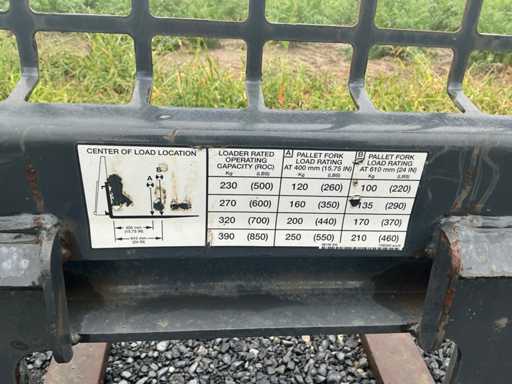 CENTER OF LOAD LOCATION
LOADER RATED
OPERATING
CAPACITY (ROC)
Kg (LBS)
A PALLET FORK
LOAD RATING
AT 400 mm (15.75 IN)
Kg (LBS)
B PALLET FORK
LOAD RATING
AT 610 mm (24 IN)
Kg (LBS)
230 (500) 120 (260) 100 (220)
270 (600) 160 (350) 135 (290)
320 (700) 200 (440) 170 (370)
390 (850) 250 (550) 210 (460)
A B
400 mm
(15.75 IN)
610 mm
(24 IN)